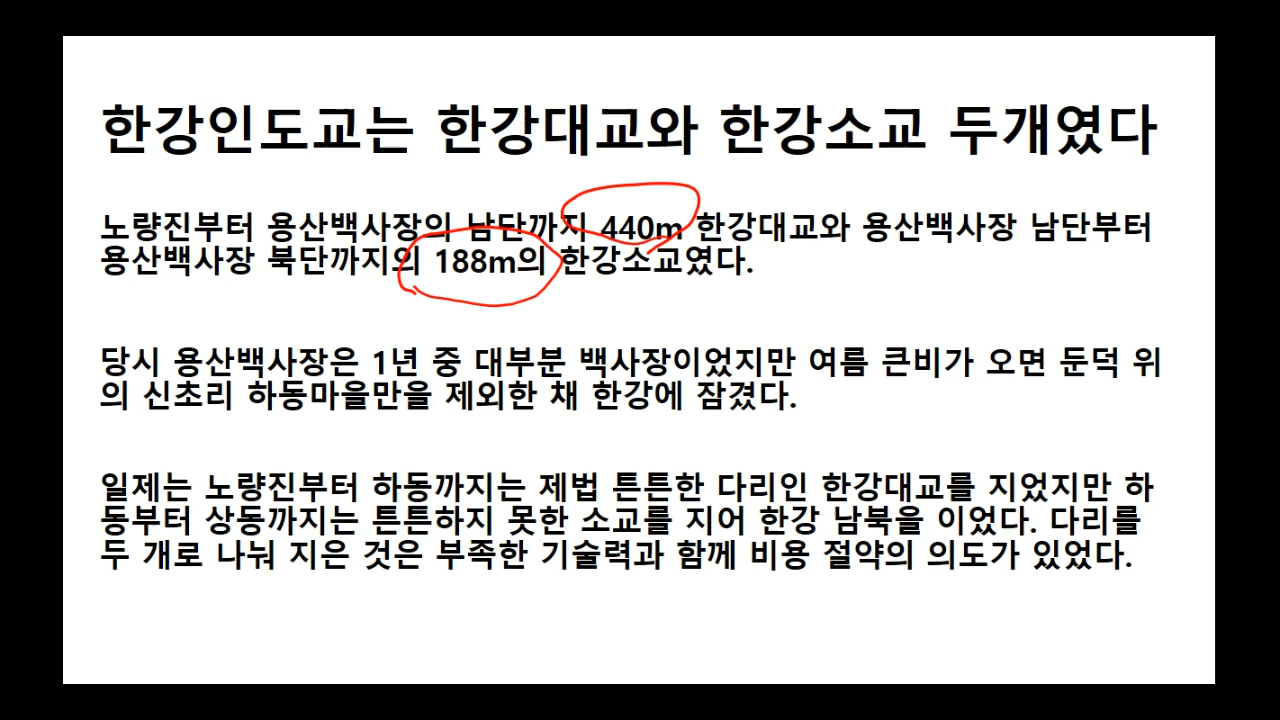 한강인도교는 한강대교와 한강소교 두개였다
노량진부터 용산백사장의 남단까지 440m 한강대교와 용산백사장 남단부터
용산백사장 북단까지의 188m의 한강소교였다.
당시 용산백사장은 1년 중 대부분 백사장이었지만 여름 큰비가 오면 둔덕 위
의 신초리 하동마을만을 제외한 채 한강에 잠겼다.
일제는 노량진부터 하동까지는 제법 튼튼한 다리인 한강대교를 지었지만 하
동부터 상동까지는 튼튼하지 못한 소교를 지어 한강 남북을 이었다. 다리를
두 개로 나눠 지은 것은 부족한 기술력과 함께 비용 절약의 의도가 있었다.